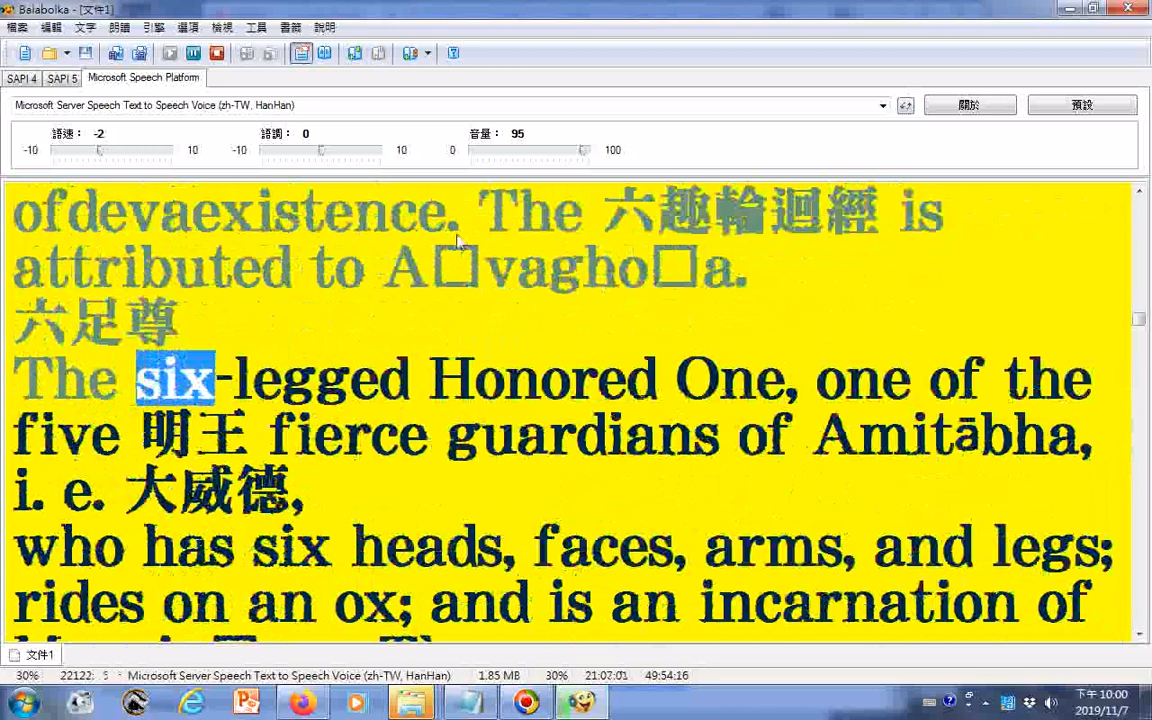 Balabolka - [文件1]
檔案 編輯 文字 朗讀 引擎 選項 檢視 工具 書籤 說明
SAPI 4 SAPI 5 Microsoft Speech Platform
Microsoft Server Speech Text to Speech Voice (zh-TW, HanHan) 關於 預設
語速: -2 語調: 0 音量: 95
-10 10 -10 10 0 100
ofdevaexistence. The 六趣輪迴經 is
attributed to A□vagho□a.
六足尊
The six-legged Honored One, one of the
five 明王 fierce guardians of Amitābha,
i. e. 大威德,
who has six heads, faces, arms, and legs;
rides on an ox; and is an incarnation of
文件1
30% Microsoft Server Speech Text to Speech Voice (zh-TW, HanHan) 1.85 MB 30% 21:07:01 49:54:16
下午 10:00
2019/11/7